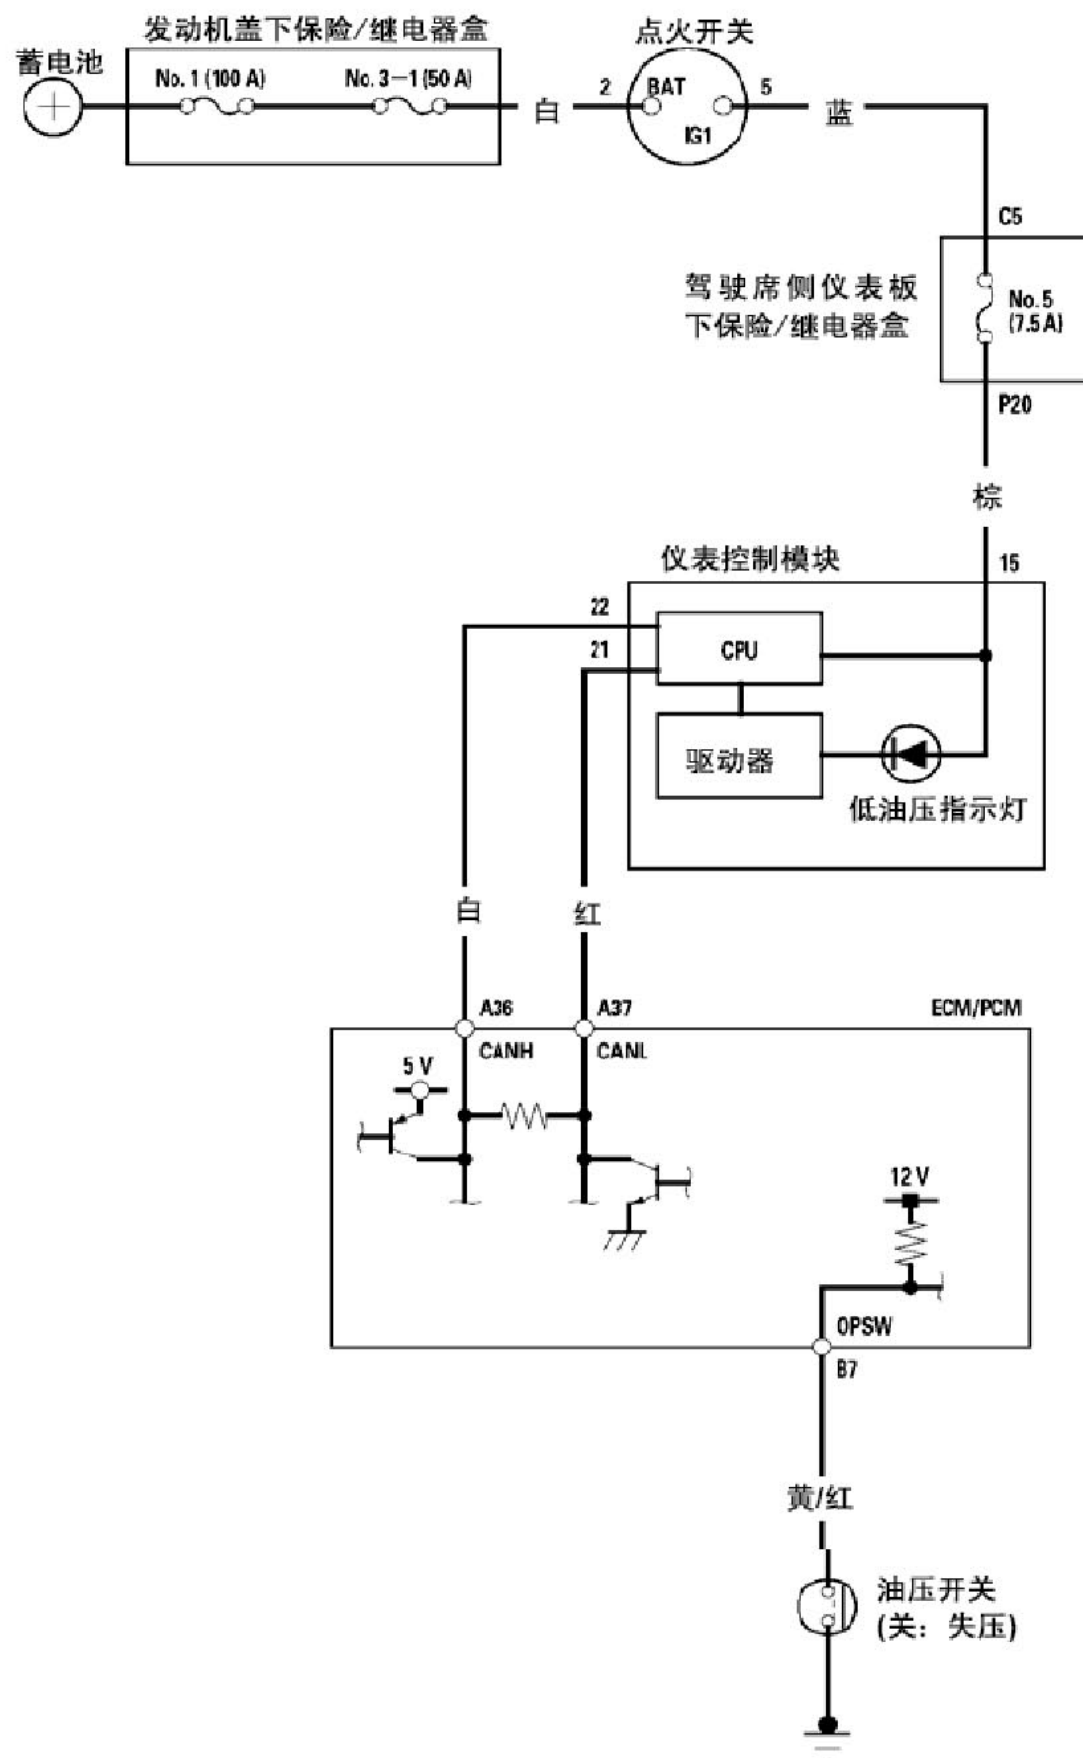 发动机盖下保险/继电器盒
点火开关
蓄电池
No. 1 (100 A)
No. 3-1 (50 A)
白
2
BAT
IG1
5
蓝
C5
驾驶席侧仪表板
下保险/继电器盒
No. 5
(7.5 A)
P20
棕
仪表控制模块
15
22
21
CPU
驱动器
低油压指示灯
白
红
A36
A37
ECM/PCM
CANH
CANL
5 V
12 V
OPSW
B7
黄/红
油压开关
(关：失压)